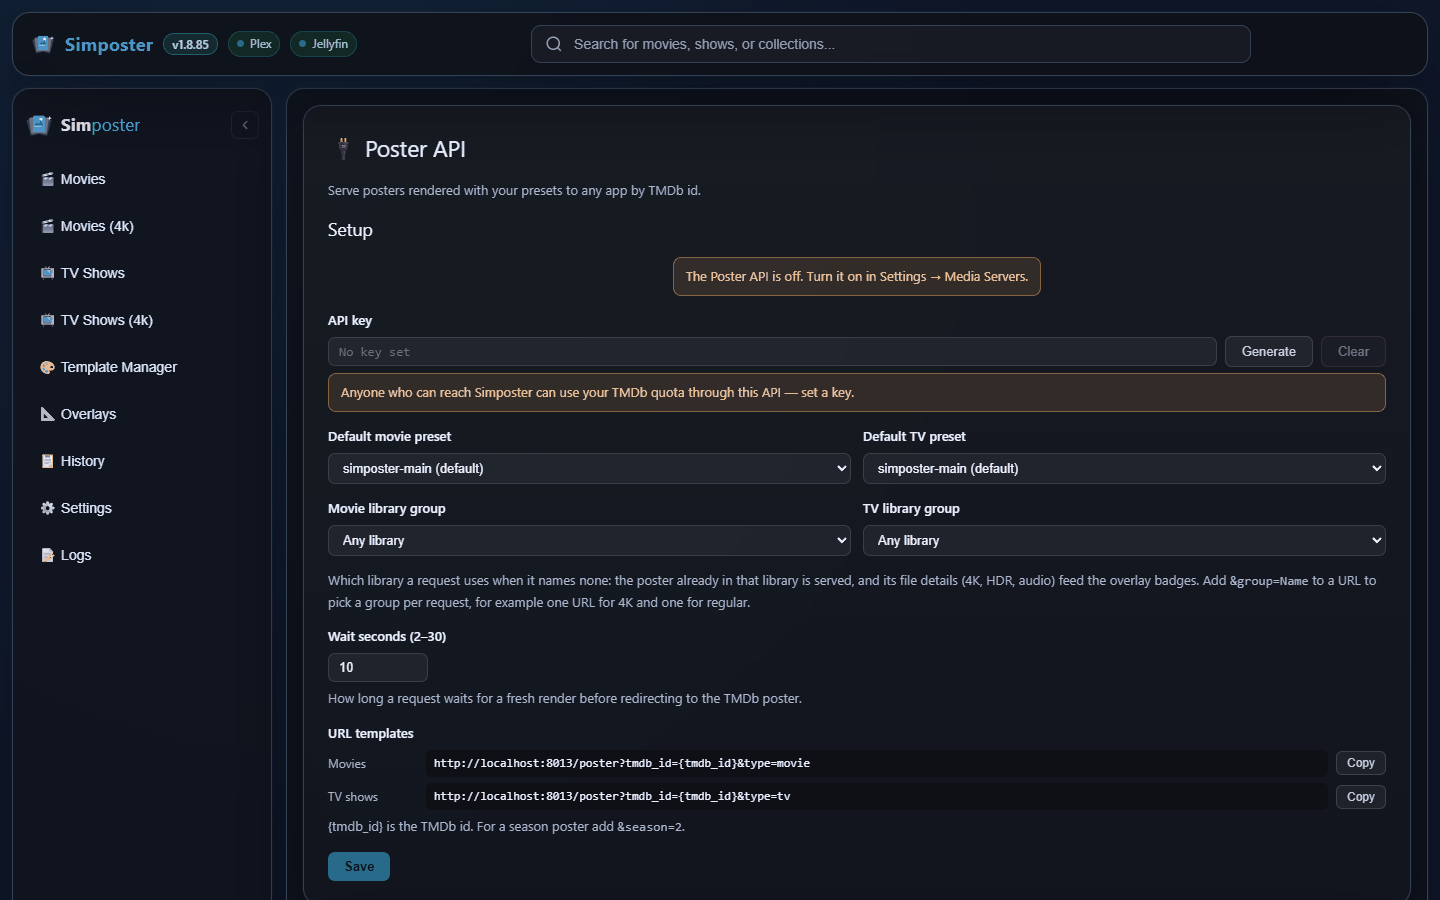 Simposter
v1.8.85
Plex
Jellyfin
Search for movies, shows, or collections...
Simposter
Movies
Movies (4k)
TV Shows
TV Shows (4k)
Template Manager
Overlays
History
Settings
Logs
Poster API
Serve posters rendered with your presets to any app by TMDb id.
Setup
The Poster API is off. Turn it on in Settings → Media Servers.
API key
No key set
Generate
Clear
Anyone who can reach Simposter can use your TMDb quota through this API — set a key.
Default movie preset
Default TV preset
simposter-main (default)
simposter-main (default)
Movie library group
TV library group
Any library
Any library
Which library a request uses when it names none: the poster already in that library is served, and its file details (4K, HDR, audio) feed the overlay badges. Add &group=Name to a URL to
pick a group per request, for example one URL for 4K and one for regular.
Wait seconds (2–30)
10
How long a request waits for a fresh render before redirecting to the TMDb poster.
URL templates
Movies
http://localhost:8013/poster?tmdb_id={tmdb_id}&type=movie
Copy
TV shows
http://localhost:8013/poster?tmdb_id={tmdb_id}&type=tv
Copy
{tmdb_id} is the TMDb id. For a season poster add &season=2.
Save